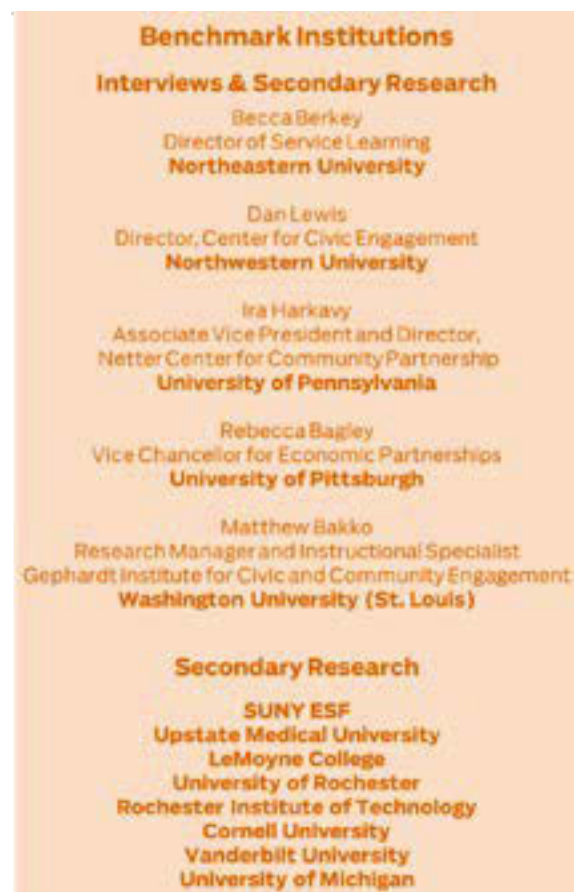 Benchmark Institutions
Interviews & Secondary Research
Becca Berkey
Director of Service Learning
Northeastern University
Dan Lewis
Director, Center for Civic Engagement
Northwestern University
Ira Harkavy
Associate Vice President and Director,
Netter Center for Community Partnership
University of Pennsylvania
Rebecca Bagley
Vice Chancellor for Economic Partnerships
University of Pittsburgh
Matthew Bakko
Research Manager and Instructional Specialist
Gephardt Institute for Civic and Community Engagement
Washington University (St. Louis)
Secondary Research
SUNY ESF
Upstate Medical University
LeMoyne College
University of Rochester
Rochester Institute of Technology
Cornell University
Vanderbilt University
University of Michigan